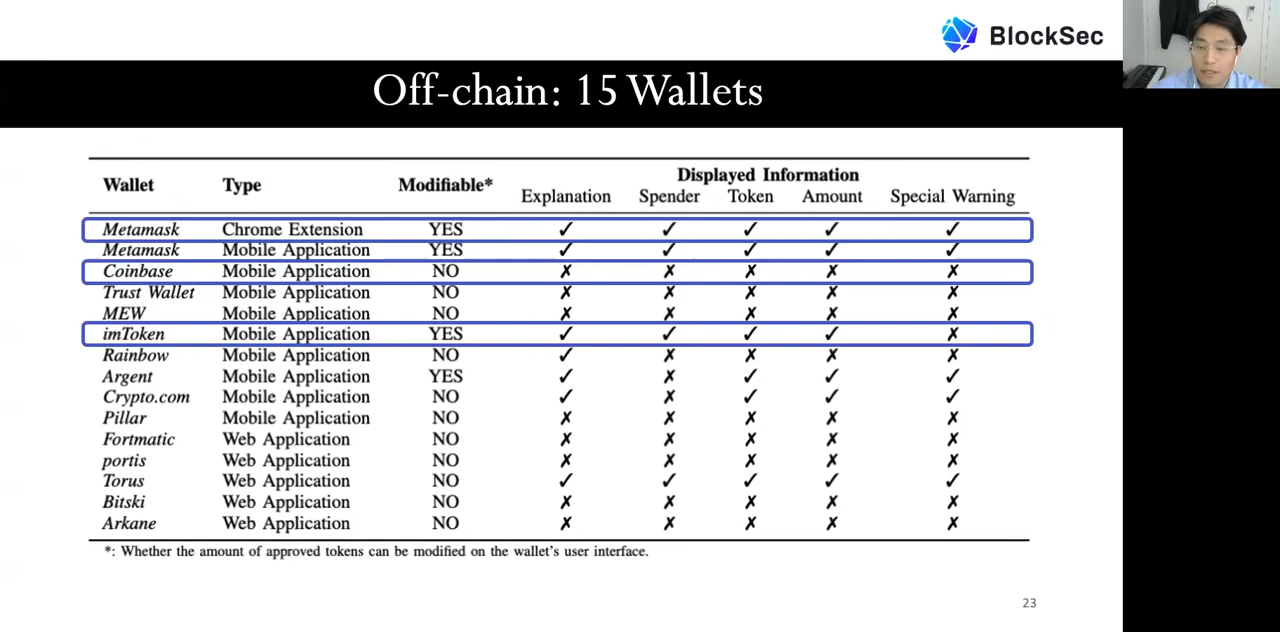 BlockSec
Off-chain: 15 Wallets
Displayed Information
Wallet Type Modifiable* Explanation Spender Token Amount Special Warning
Metamask Chrome Extension YES ✓ ✓ ✓ ✓ ✓
Metamask Mobile Application YES ✓ ✓ ✓ ✓ ✓
Coinbase Mobile Application NO ✗ ✗ ✗ ✗ ✗
Trust Wallet Mobile Application NO ✗ ✗ ✗ ✗ ✗
MEW Mobile Application NO ✗ ✗ ✗ ✗ ✗
imToken Mobile Application YES ✓ ✓ ✓ ✓ ✗
Rainbow Mobile Application NO ✓ ✗ ✗ ✗ ✗
Argent Mobile Application YES ✓ ✗ ✓ ✓ ✓
Crypto.com Mobile Application NO ✓ ✗ ✓ ✓ ✓
Pillar Mobile Application NO ✗ ✗ ✗ ✗ ✗
Fortmatic Web Application NO ✗ ✗ ✗ ✗ ✗
portis Web Application NO ✗ ✗ ✗ ✗ ✗
Torus Web Application NO ✓ ✓ ✓ ✓ ✓
Bitski Web Application NO ✗ ✗ ✗ ✗ ✗
Arkane Web Application NO ✗ ✗ ✗ ✗ ✗
*: Whether the amount of approved tokens can be modified on the wallet's user interface.
23